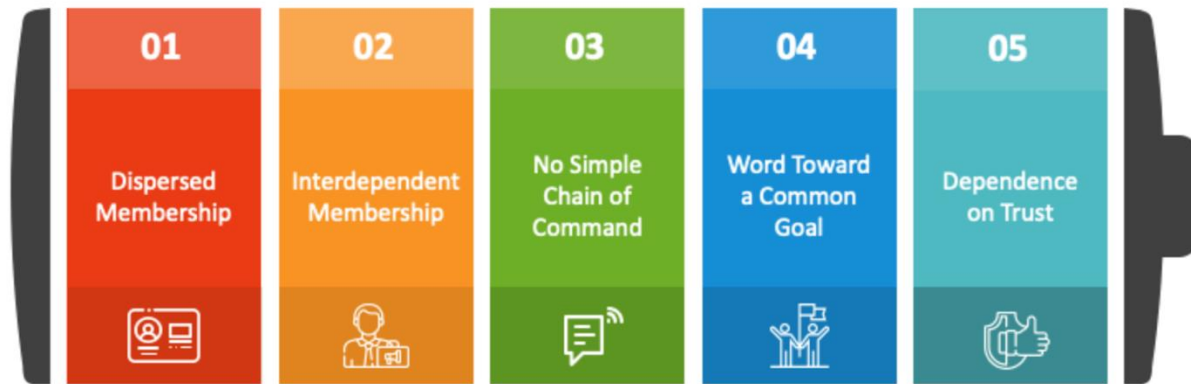 01
Dispersed
Membership
02
Interdependent
Membership
03
No Simple
Chain of
Command
04
Word Toward
a Common
Goal
05
Dependence
on Trust